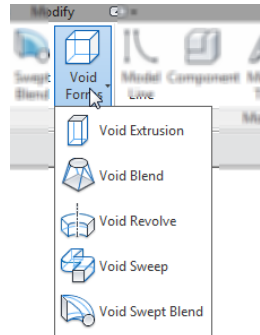 Modify
Swept
Blend
Void
Forms
Model
Line
Component
Void Extrusion
Void Blend
Void Revolve
Void Sweep
Void Swept Blend